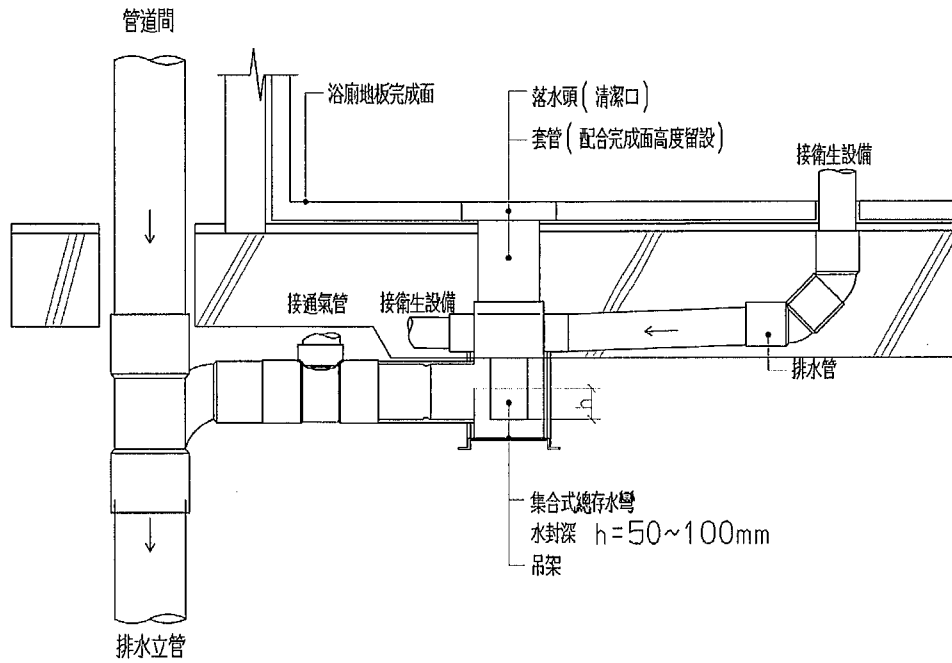 管道間
浴廁地板完成面
落水頭(清潔口)
套管(配合完成面高度留設)
接衛生設備
接通氣管
接衛生設備
排水管
h
集合式總存水彎
水封深 h=50~100mm
吊架
排水立管